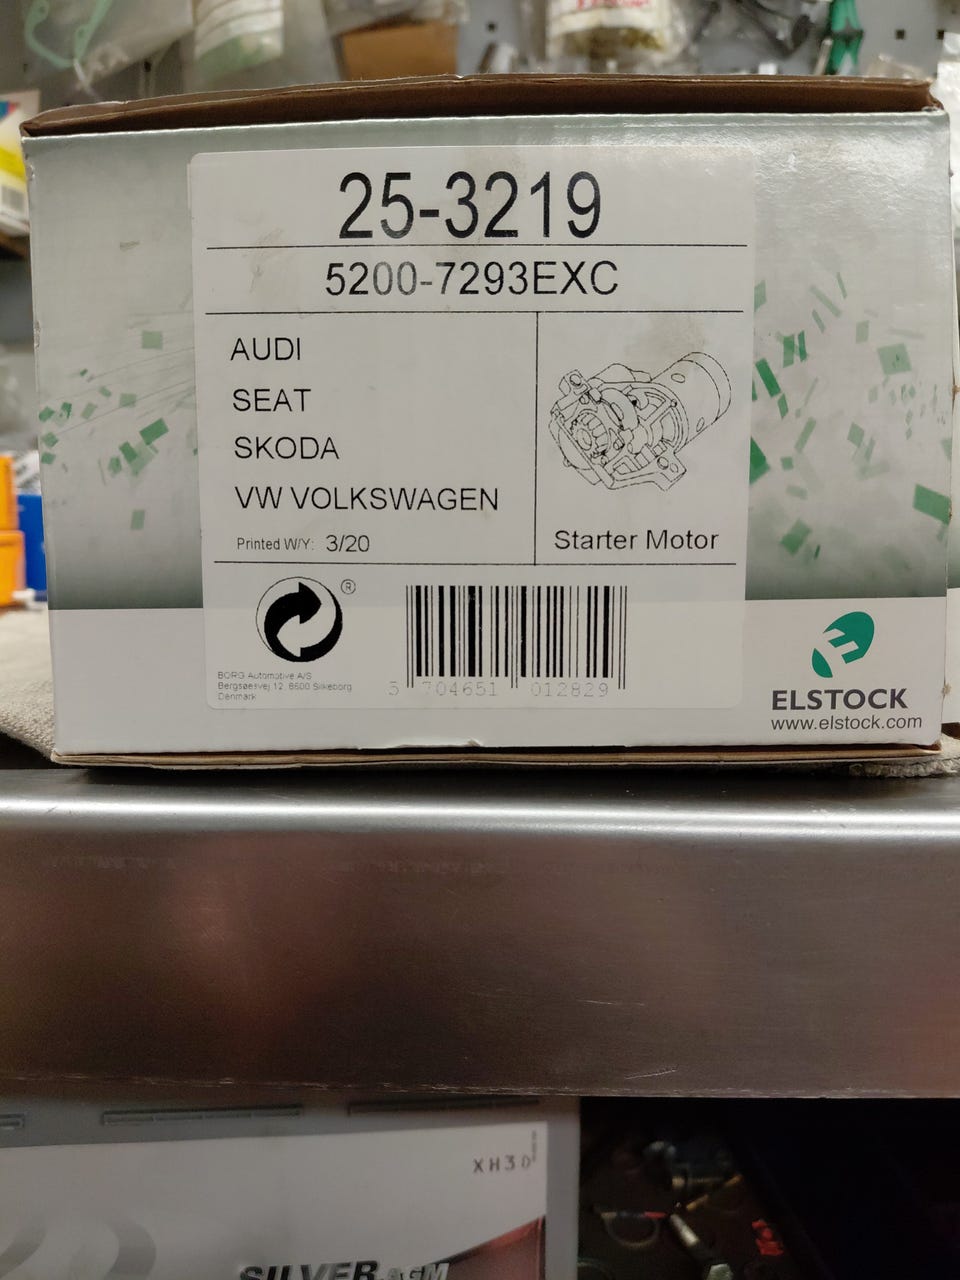 25-3219
5200-7293EXC
AUDI
SEAT
SKODA
VW VOLKSWAGEN
Printed W/Y: 3/20
Starter Motor
®
BORG Automotive A/S
Bergsøesvej 12, 8600 Silkeborg
Denmark
5 704651 012829
ELSTOCK
www.elstock.com
XH30
SILVER AGM